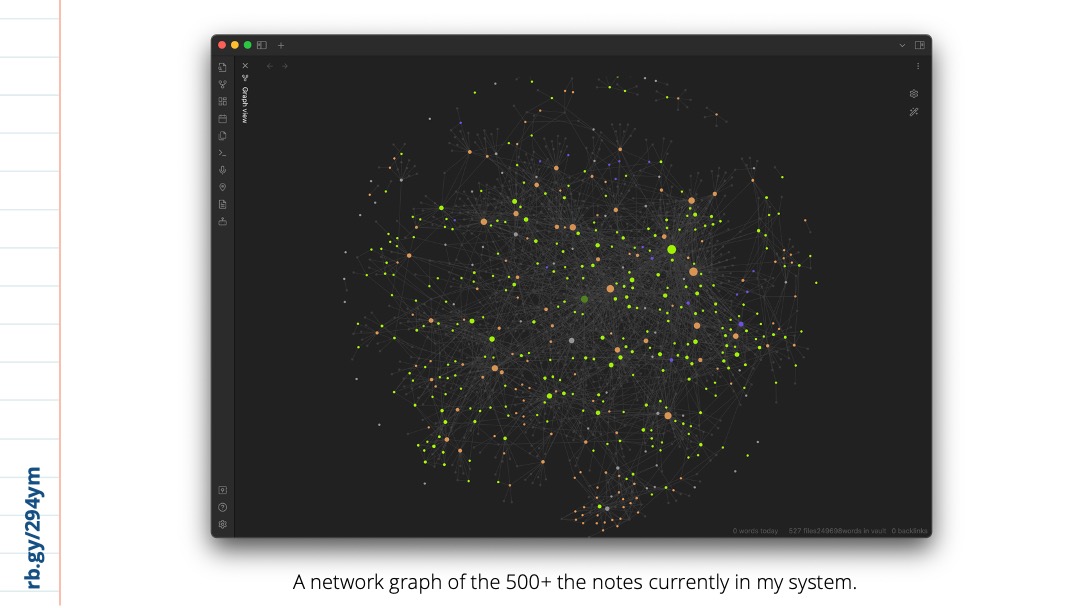 Graph view
0 words today 527 files249698words in vault 0 backlinks
rb.gy/294ym
A network graph of the 500+ the notes currently in my system.